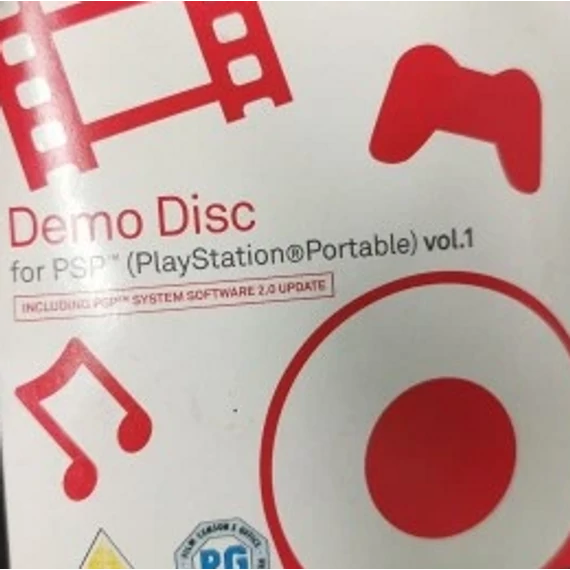 Demo Disc
for PSP™ (PlayStation®Portable) vol.1
INCLUDING PSP™ SYSTEM SOFTWARE 2.0 UPDATE
PG